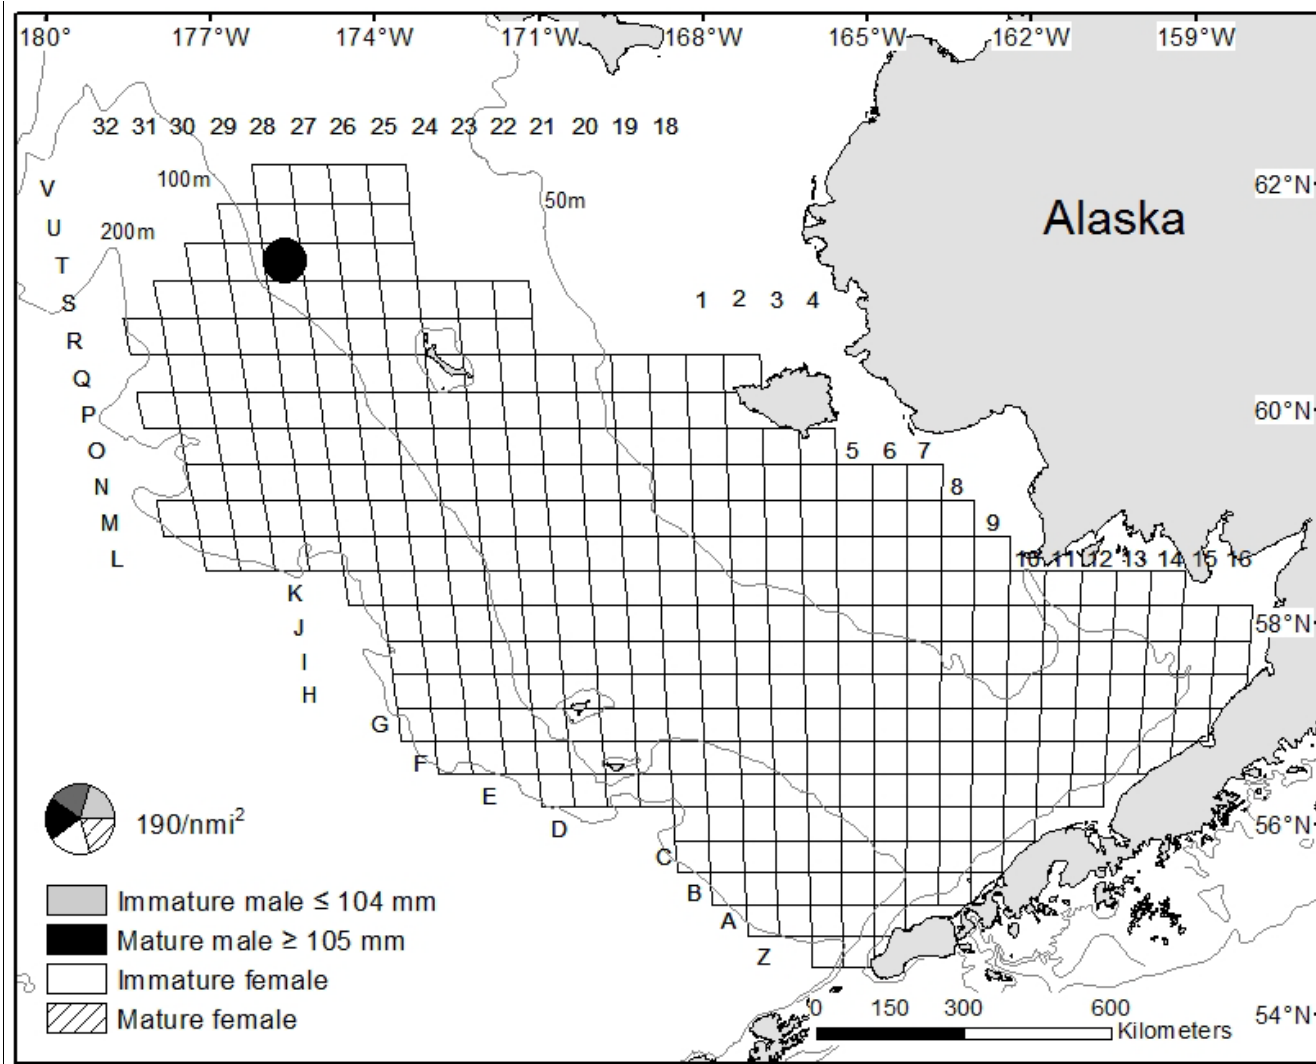 180° 177°W 174°W 171°W 168°W 165°W 162°W 159°W
32 31 30 29 28 27 26 25 24 23 22 21 20 19 18
100m
62°N
V
50m
Alaska
U
200m
T
S
1 2 3 4
R
Q
60°N
P
O
5 6 7
N
8
M
9
L
10 11 12 13 14 15 16
K
58°N
J
I
H
G
F
E
190/nmi²
56°N
D
C
B
A
Z
Immature male ≤ 104 mm
Mature male ≥ 105 mm
Immature female
Mature female
0 150 300 600
Kilometers
54°N